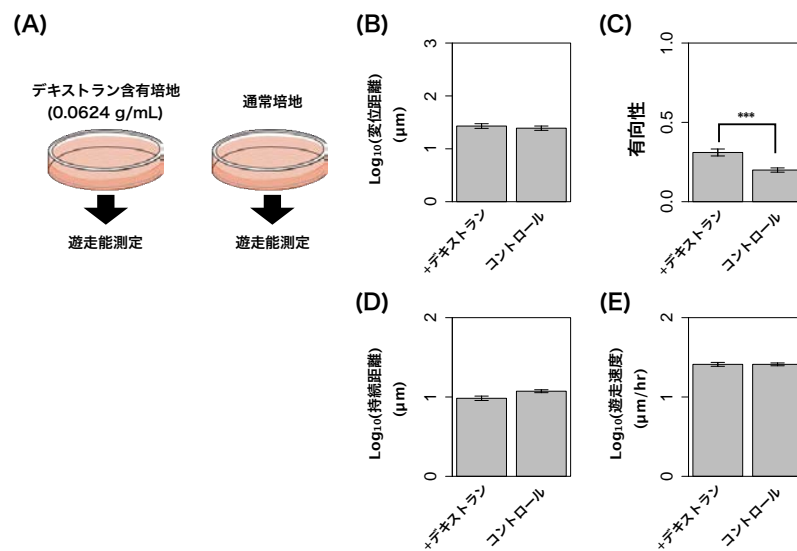 (A)
デキストラン含有培地
(0.0624 g/mL)
通常培地
遊走能測定
遊走能測定
(B)
Log₁₀(変位距離)
(µm)
3
2
1
0
+デキストラン
コントロール
(C)
有向性
1.0
0.5
0.0
***
+デキストラン
コントロール
(D)
Log₁₀(持続距離)
(µm)
2
1
0
+デキストラン
コントロール
(E)
Log₁₀(遊走速度)
(µm/hr)
2
1
0
+デキストラン
コントロール